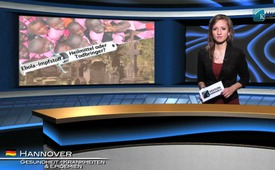 Ebola-Impfstoff - Heilmittel oder
Todbringer?
HANNOVER
GESUNDHEIT •KRANKHEITEN
& EPIDEMIEN